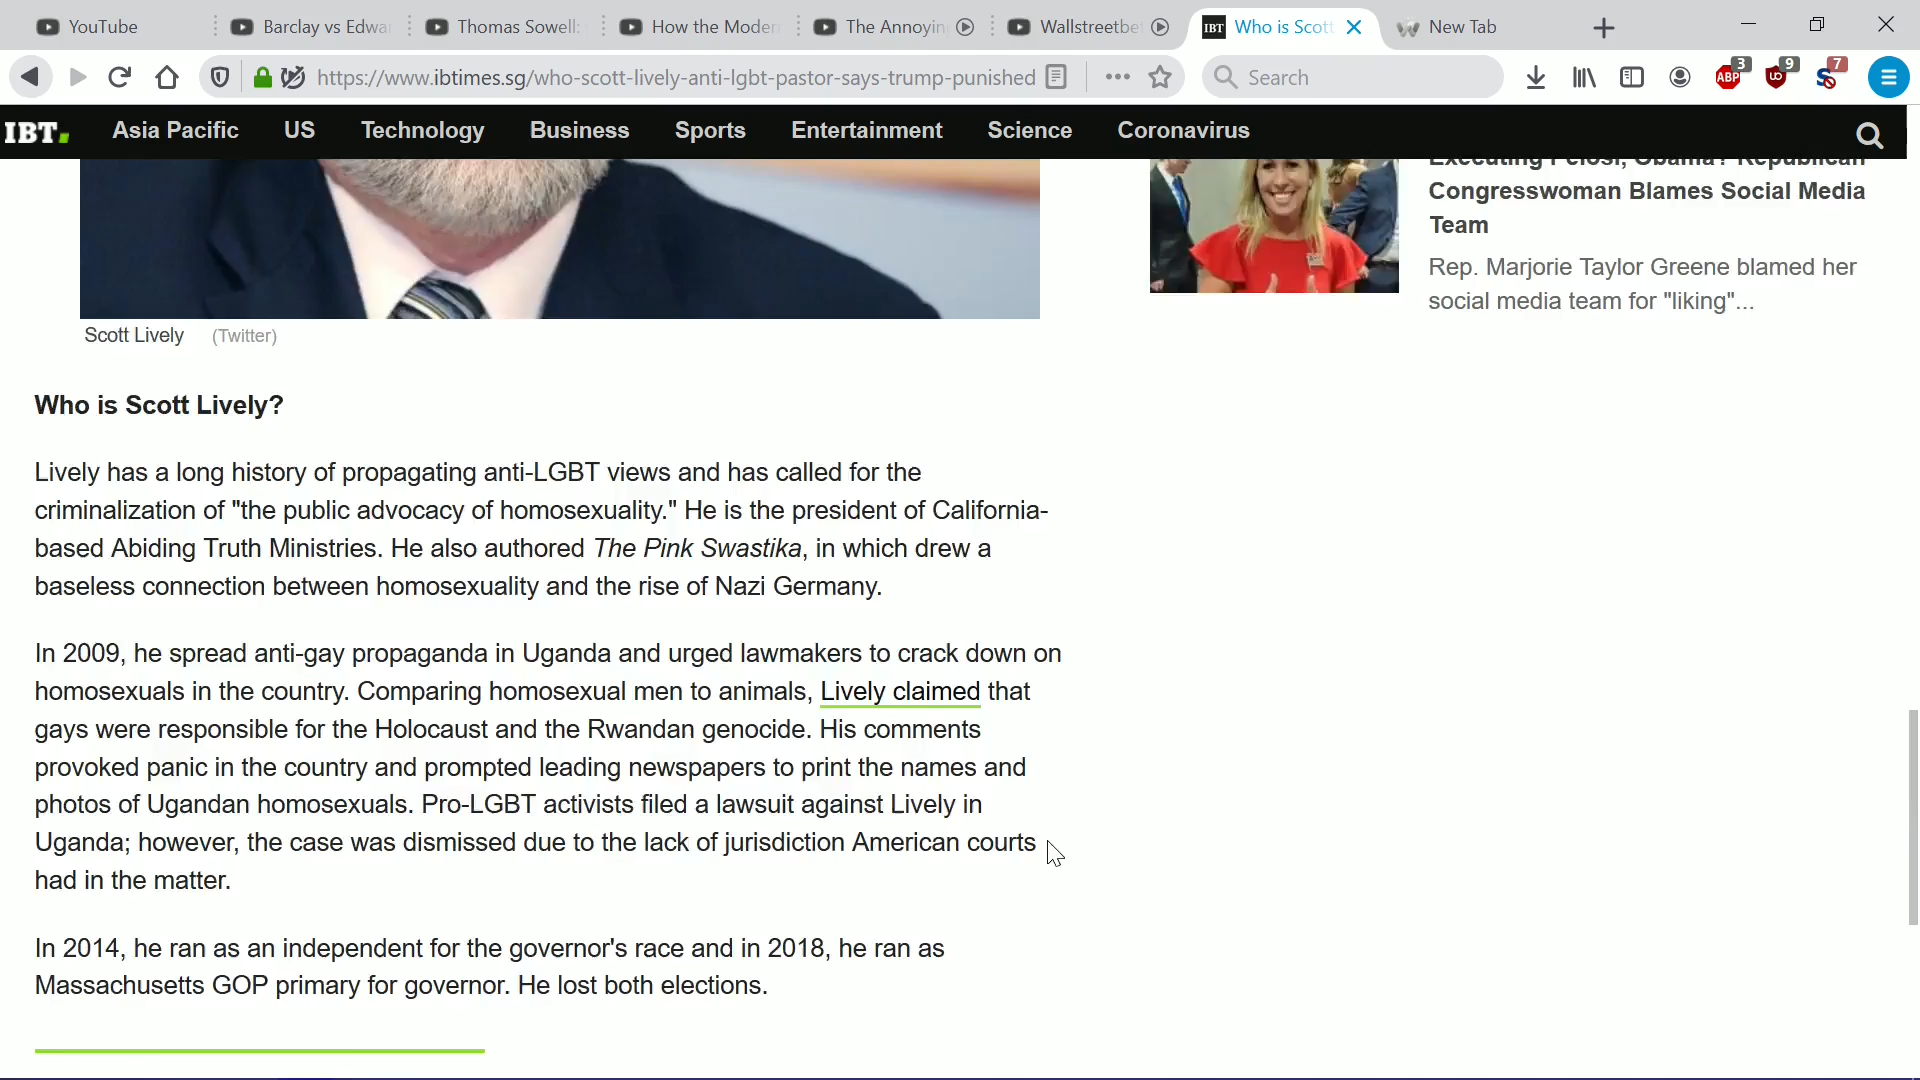 YouTube
Barclay vs Edwa
Thomas Sowell:
How the Moder
The Annoyin
Wallstreetbe
IBT
Who is Scott
New Tab
https://www.ibtimes.sg/who-scott-lively-anti-lgbt-pastor-says-trump-punished
Search
ABP
3
9
7
IBT.
Asia Pacific
US
Technology
Business
Sports
Entertainment
Science
Coronavirus
Executing Pelosi, Obama? Republican
Congresswoman Blames Social Media
Team
Rep. Marjorie Taylor Greene blamed her
social media team for "liking"...
Scott Lively (Twitter)
Who is Scott Lively?
Lively has a long history of propagating anti-LGBT views and has called for the
criminalization of "the public advocacy of homosexuality." He is the president of California-
based Abiding Truth Ministries. He also authored The Pink Swastika, in which drew a
baseless connection between homosexuality and the rise of Nazi Germany.
In 2009, he spread anti-gay propaganda in Uganda and urged lawmakers to crack down on
homosexuals in the country. Comparing homosexual men to animals, Lively claimed that
gays were responsible for the Holocaust and the Rwandan genocide. His comments
provoked panic in the country and prompted leading newspapers to print the names and
photos of Ugandan homosexuals. Pro-LGBT activists filed a lawsuit against Lively in
Uganda; however, the case was dismissed due to the lack of jurisdiction American courts
had in the matter.
In 2014, he ran as an independent for the governor's race and in 2018, he ran as
Massachusetts GOP primary for governor. He lost both elections.